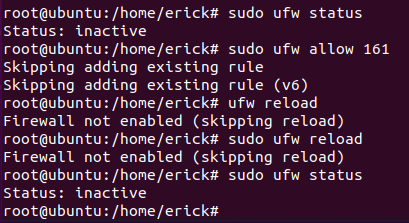 root@ubuntu:/home/erick# sudo ufw status
Status: inactive
root@ubuntu:/home/erick# sudo ufw allow 161
Skipping adding existing rule
Skipping adding existing rule (v6)
root@ubuntu:/home/erick# ufw reload
Firewall not enabled (skipping reload)
root@ubuntu:/home/erick# sudo ufw reload
Firewall not enabled (skipping reload)
root@ubuntu:/home/erick# sudo ufw status
Status: inactive
root@ubuntu:/home/erick#